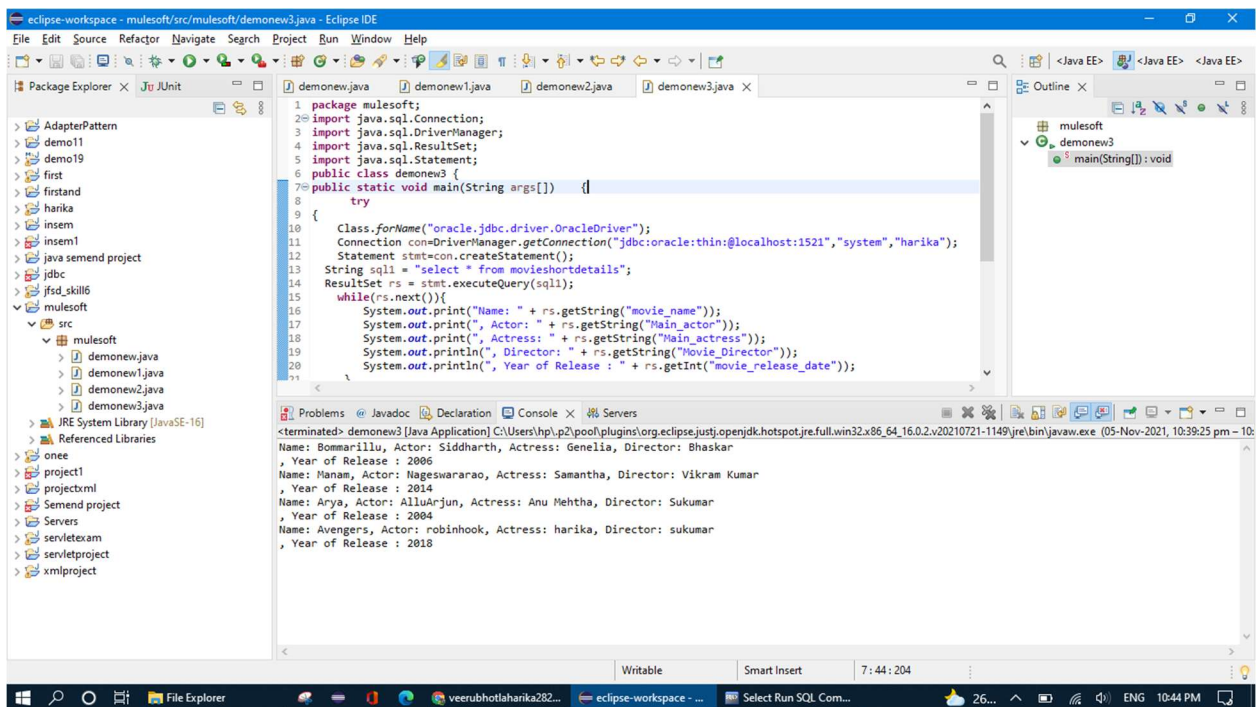 eclipse-workspace - mulesoft/src/mulesoft/demonew3.java - Eclipse IDE
File Edit Source Refactor Navigate Search Project Run Window Help
<Java EE> <Java EE> <Java EE>
Package Explorer JUnit
AdapterPattern
demo11
demo19
first
firstand
harika
insem
insem1
java semend project
jdbc
jfsd_skill6
mulesoft
src
mulesoft
demonew.java
demonew1.java
demonew2.java
demonew3.java
JRE System Library [JavaSE-16]
Referenced Libraries
onee
project1
projectxml
Semend project
Servers
servletexam
servletproject
xmlproject
demonew.java demonew1.java demonew2.java demonew3.java
1 package mulesoft;
2 import java.sql.Connection;
3 import java.sql.DriverManager;
4 import java.sql.ResultSet;
5 import java.sql.Statement;
6 public class demonew3 {
7 public static void main(String args[]) {
8 try
9 {
10 Class.forName("oracle.jdbc.driver.OracleDriver");
11 Connection con=DriverManager.getConnection("jdbc:oracle:thin:@localhost:1521","system","harika");
12 Statement stmt=con.createStatement();
13 String sql1 = "select * from movieshortdetails";
14 ResultSet rs = stmt.executeQuery(sql1);
15 while(rs.next()){
16 System.out.print("Name: " + rs.getString("movie_name"));
17 System.out.print(", Actor: " + rs.getString("Main_actor"));
18 System.out.print(", Actress: " + rs.getString("Main_actress"));
19 System.out.println(", Director: " + rs.getString("Movie_Director"));
20 System.out.println(", Year of Release : " + rs.getInt("movie_release_date"));
21 }
Outline
mulesoft
demonew3
main(String[]) : void
Problems Javadoc Declaration Console Servers
<terminated> demonew3 [Java Application] C:\Users\hp\.p2\pool\plugins\org.eclipse.justj.openjdk.hotspot.jre.full.win32.x86_64_16.0.2.v20210721-1149\jre\bin\javaw.exe (05-Nov-2021, 10:39:25 pm – 10:
Name: Bommarillu, Actor: Siddharth, Actress: Genelia, Director: Bhaskar
, Year of Release : 2006
Name: Manam, Actor: Nageswararao, Actress: Samantha, Director: Vikram Kumar
, Year of Release : 2014
Name: Arya, Actor: AlluArjun, Actress: Anu Mehtha, Director: Sukumar
, Year of Release : 2004
Name: Avengers, Actor: robinhook, Actress: harika, Director: sukumar
, Year of Release : 2018
Writable Smart Insert 7 : 44 : 204
File Explorer veerubhotlaharika282... eclipse-workspace - ... Select Run SQL Com... 26... ENG 10:44 PM